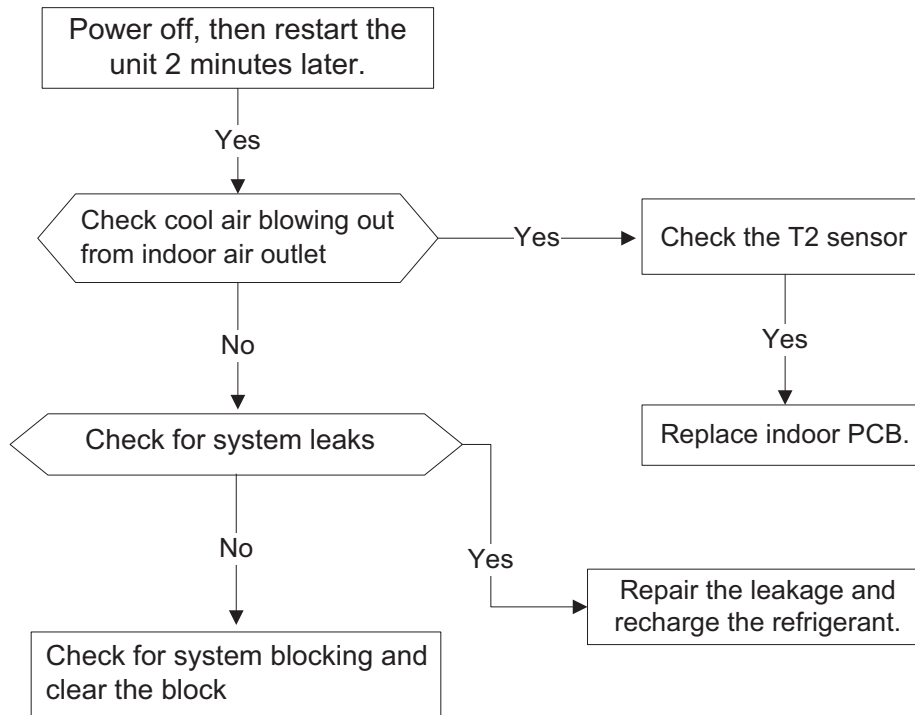 Power off, then restart the
unit 2 minutes later.
Yes
Check cool air blowing out
from indoor air outlet
Yes
Check the T2 sensor
No
Yes
Check for system leaks
Replace indoor PCB.
No
Yes
Repair the leakage and
recharge the refrigerant.
Check for system blocking and
clear the block